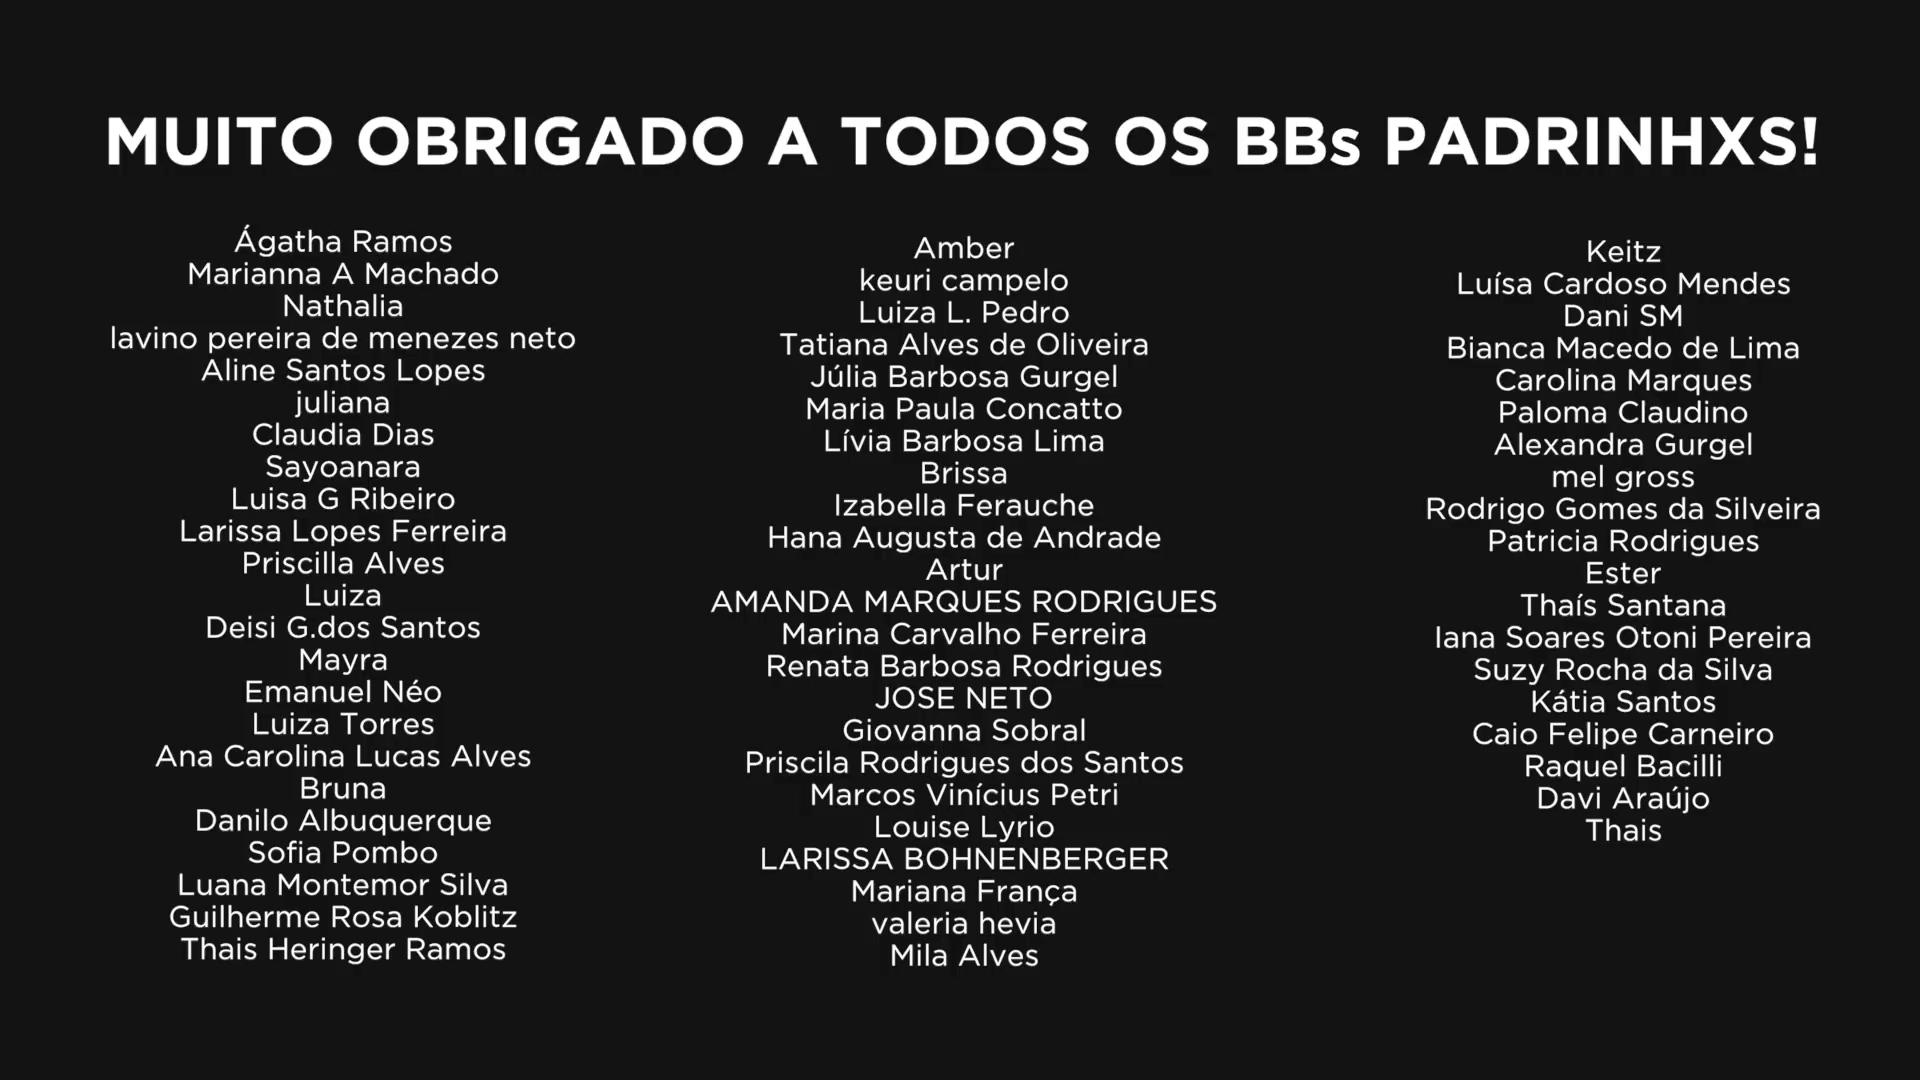 MUITO OBRIGADO A TODOS OS BBs PADRINHXS!
Ágatha Ramos
Marianna A Machado
Nathalia
lavino pereira de menezes neto
Aline Santos Lopes
juliana
Claudia Dias
Sayoanara
Luisa G Ribeiro
Larissa Lopes Ferreira
Priscilla Alves
Luiza
Deisi G.dos Santos
Mayra
Emanuel Néo
Luiza Torres
Ana Carolina Lucas Alves
Bruna
Danilo Albuquerque
Sofia Pombo
Luana Montemor Silva
Guilherme Rosa Koblitz
Thais Heringer Ramos
Amber
keuri campelo
Luiza L. Pedro
Tatiana Alves de Oliveira
Júlia Barbosa Gurgel
Maria Paula Concatto
Lívia Barbosa Lima
Brissa
Izabella Ferauche
Hana Augusta de Andrade
Artur
AMANDA MARQUES RODRIGUES
Marina Carvalho Ferreira
Renata Barbosa Rodrigues
JOSE NETO
Giovanna Sobral
Priscila Rodrigues dos Santos
Marcos Vinícius Petri
Louise Lyrio
LARISSA BOHNENBERGER
Mariana França
valeria hevia
Mila Alves
Keitz
Luísa Cardoso Mendes
Dani SM
Bianca Macedo de Lima
Carolina Marques
Paloma Claudino
Alexandra Gurgel
mel gross
Rodrigo Gomes da Silveira
Patricia Rodrigues
Ester
Thaís Santana
Iana Soares Otoni Pereira
Suzy Rocha da Silva
Kátia Santos
Caio Felipe Carneiro
Raquel Bacilli
Davi Araújo
Thais